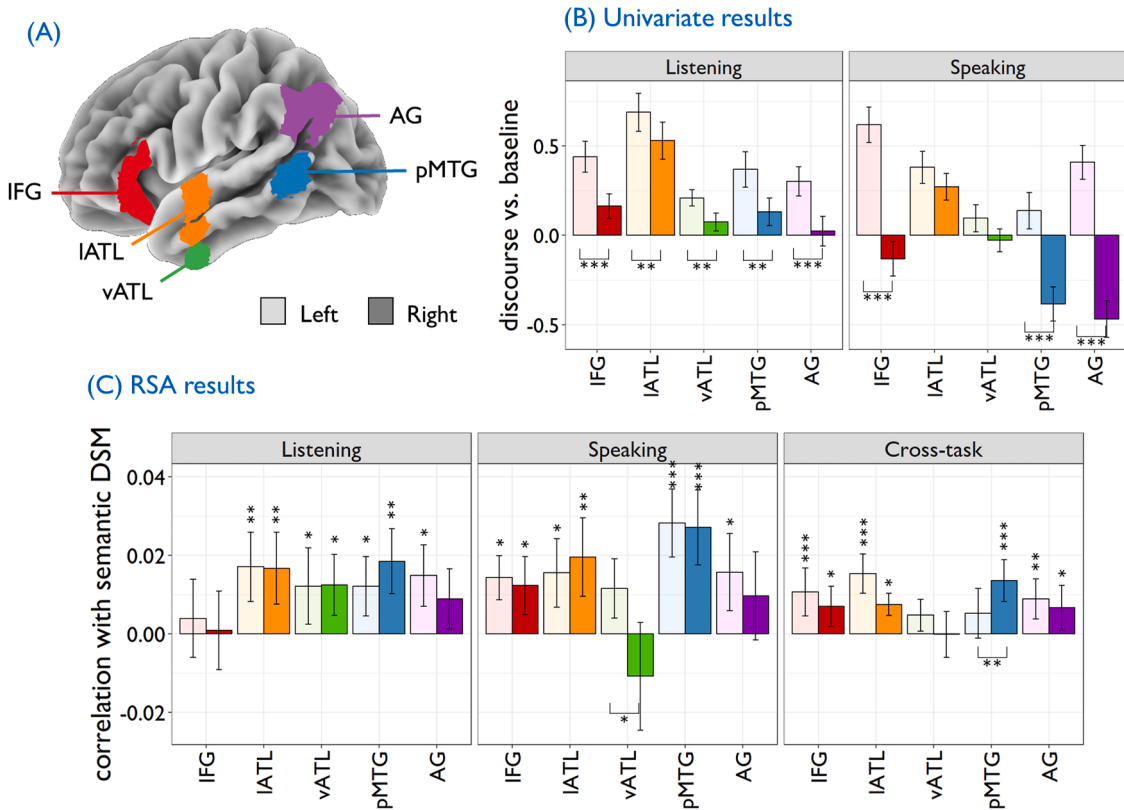 (A)
AG
pMTG
IFG
lATL
vATL
Left
Right
(B) Univariate results
Listening
Speaking
discourse vs. baseline
0.5
0.0
-0.5
***
**
**
**
***
***
***
***
IFG
lATL
vATL
pMTG
AG
IFG
lATL
vATL
pMTG
AG
(C) RSA results
Listening
Speaking
Cross-task
correlation with semantic DSM
0.04
0.02
0.00
-0.02
**
**
*
*
*
**
*
*
*
*
**
*
***
***
*
***
*
***
*
**
***
**
*
IFG
lATL
vATL
pMTG
AG
IFG
lATL
vATL
pMTG
AG
IFG
lATL
vATL
pMTG
AG